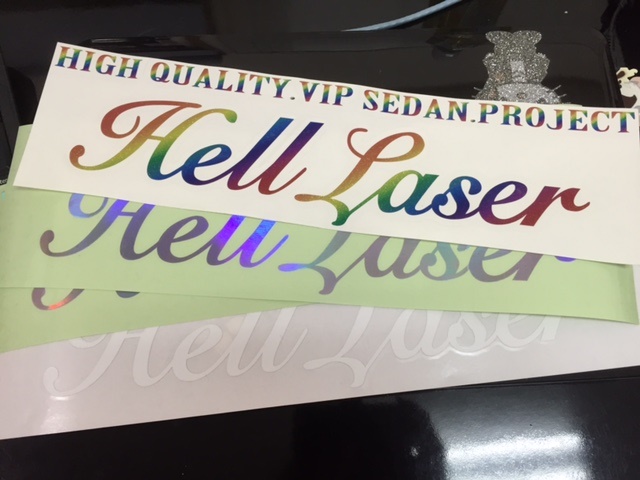 HIGH QUALITY.VIP SEDAN.PROJECT
Hell Laser
Hell Laser
Hell Laser